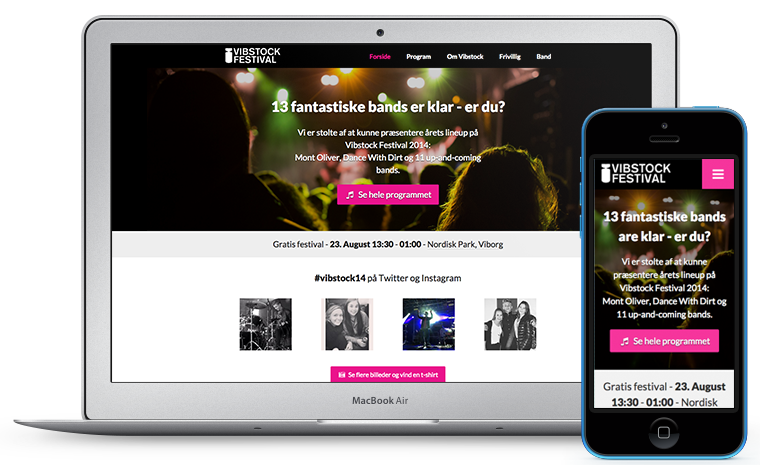 VIBSTOCK
FESTIVAL
Forside Program Om Vibstock Frivillig Band
13 fantastiske bands er klar - er du?
Vi er stolte af at kunne præsentere årets lineup på
Vibstock Festival 2014:
Mont Oliver, Dance With Dirt og 11 up-and-coming
bands.
Se hele programmet
Gratis festival - 23. August 13:30 - 01:00 - Nordisk Park, Viborg
#vibstock14 på Twitter og Instagram
Se flere billeder og vind en t-shirt
MacBook Air
VIBSTOCK
FESTIVAL
13 fantastiske bands
are klar - er du?
Vi er stolte af at kunne
præsentere årets lineup på
Vibstock Festival 2014:
Mont Oliver, Dance With Dirt og
11 up-and-coming bands.
Se hele programmet
Gratis festival - 23. August
13:30 - 01:00 - Nordisk